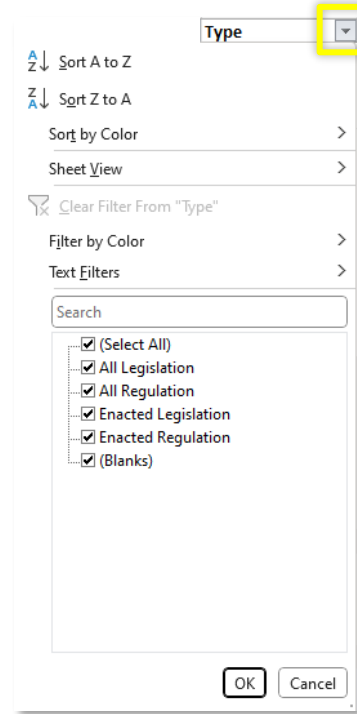 Type
Sort A to Z
Sort Z to A
Sort by Color
Sheet View
Clear Filter From "Type"
Filter by Color
Text Filters
Search
(Select All)
All Legislation
All Regulation
Enacted Legislation
Enacted Regulation
(Blanks)
OK Cancel